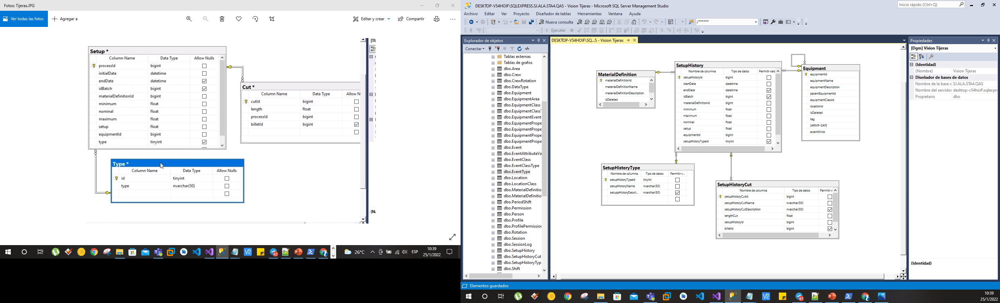 Fotos: Tijeras.JPG
Ver todas las fotos
Agregar a
Editar y crear
Compartir
Setup *
Column Name Data Type Allow Nulls
processId bigint
initialDate datetime
endDate datetime
idBatch bigint
materialDefinitionId bigint
minimum float
nominal float
maximum float
setup float
equipmentId bigint
type tinyint
Cut *
Column Name Data Type Allow N
cutId bigint
length float
processId bigint
billetId bigint
Type *
Column Name Data Type Allow Nulls
id tinyint
type nvarchar(50)
26°C
ESP
10:39
25/1/2022
DESKTOP-V54HOIF\SQLEXPRESS.SJ.ALA.STA4.QAS - Vision Tijeras - Microsoft SQL Server Management Studio
Inicio rápido (Ctrl+Q)
Archivo Editar Ver Proyecto Diseñador de tablas Herramientas Ventana Ayuda
Nueva consulta
/******
Ejecutar
Explorador de objetos
Conectar
Tablas externas
Tablas de grafos
dbo.Area
dbo.Crew
dbo.CrewRotation
dbo.DataType
dbo.Equipment
dbo.EquipmentArea
dbo.EquipmentClass
dbo.EquipmentClassT
dbo.EquipmentEvent
dbo.EquipmentPrope
dbo.EquipmentPrope
dbo.EquipmentPrope
dbo.EquipmentPrope
dbo.Event
dbo.EventAttributeVa
dbo.EventClass
dbo.EventClassType
dbo.EventType
dbo.Location
dbo.LocationClass
dbo.MaterialDefinitio
dbo.MaterialDefinitio
dbo.PeriodShift
dbo.Permission
dbo.Person
dbo.Profile
dbo.ProfilePermission
dbo.Rotation
dbo.Session
dbo.SessionLog
dbo.SetupHistory
dbo.SetupHistoryCut
dbo.SetupHistoryTyp
dbo.Shift
DESKTOP-V54HOIF\SQ...S - Vision Tijeras
MaterialDefinition
materialDefinitionId
materialDefinitionName
materialDefinitionDescription
isDeleted
SetupHistory
Nombre de columna Tipo de datos Permitir valc
setupHistoryId bigint
startDate datetime
endDate datetime
idBatch bigint
materialDefinitionId bigint
minimum float
maximum float
nominal float
setup float
equipmentId bigint
setupHistoryTypeId tinyint
Equipment
equipmentId
equipmentName
equipmentDescription
parentEquipmentId
equipmentClassId
locationId
isDeleted
tag
[ARMP-SAP]
eventMixto
SetupHistoryType
Nombre de columna Tipo de datos Permitir v...
setupHistoryTypeId tinyint
setupHistoryName nvarchar(50)
setuppHistoryDescri... nvarchar(50)
SetupHistoryCut
Nombre de columna Tipo de datos Permitir v
setupHistoryCutId bigint
setupHistoryCutName nvarchar(50)
setupHistoryCutDescription nvarchar(50)
lengthCut float
setupHistoryId bigint
billetId bigint
Propiedades
[Dgm] Vision Tijeras
(Identidad)
(Nombre) Vision Tijeras
Diseñador de bases de datos
Nombre de la base c SJ.ALA.STA4.QAS
Nombre del servidor desktop-v54hoif\sqlexpre
Propietario dbo
(Identidad)
Elementos guardados
10:39
25/1/2022